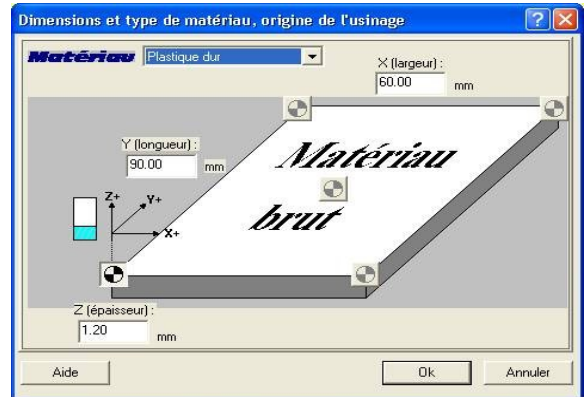 Dimensions et type de matériau, origine de l'usinage
Matériau Plastique dur
X (largeur) :
60.00 mm
Y (longueur) :
90.00 mm
Matériau
brut
Z+
Y+
X+
Z (épaisseur) :
1.20 mm
Aide Ok Annuler